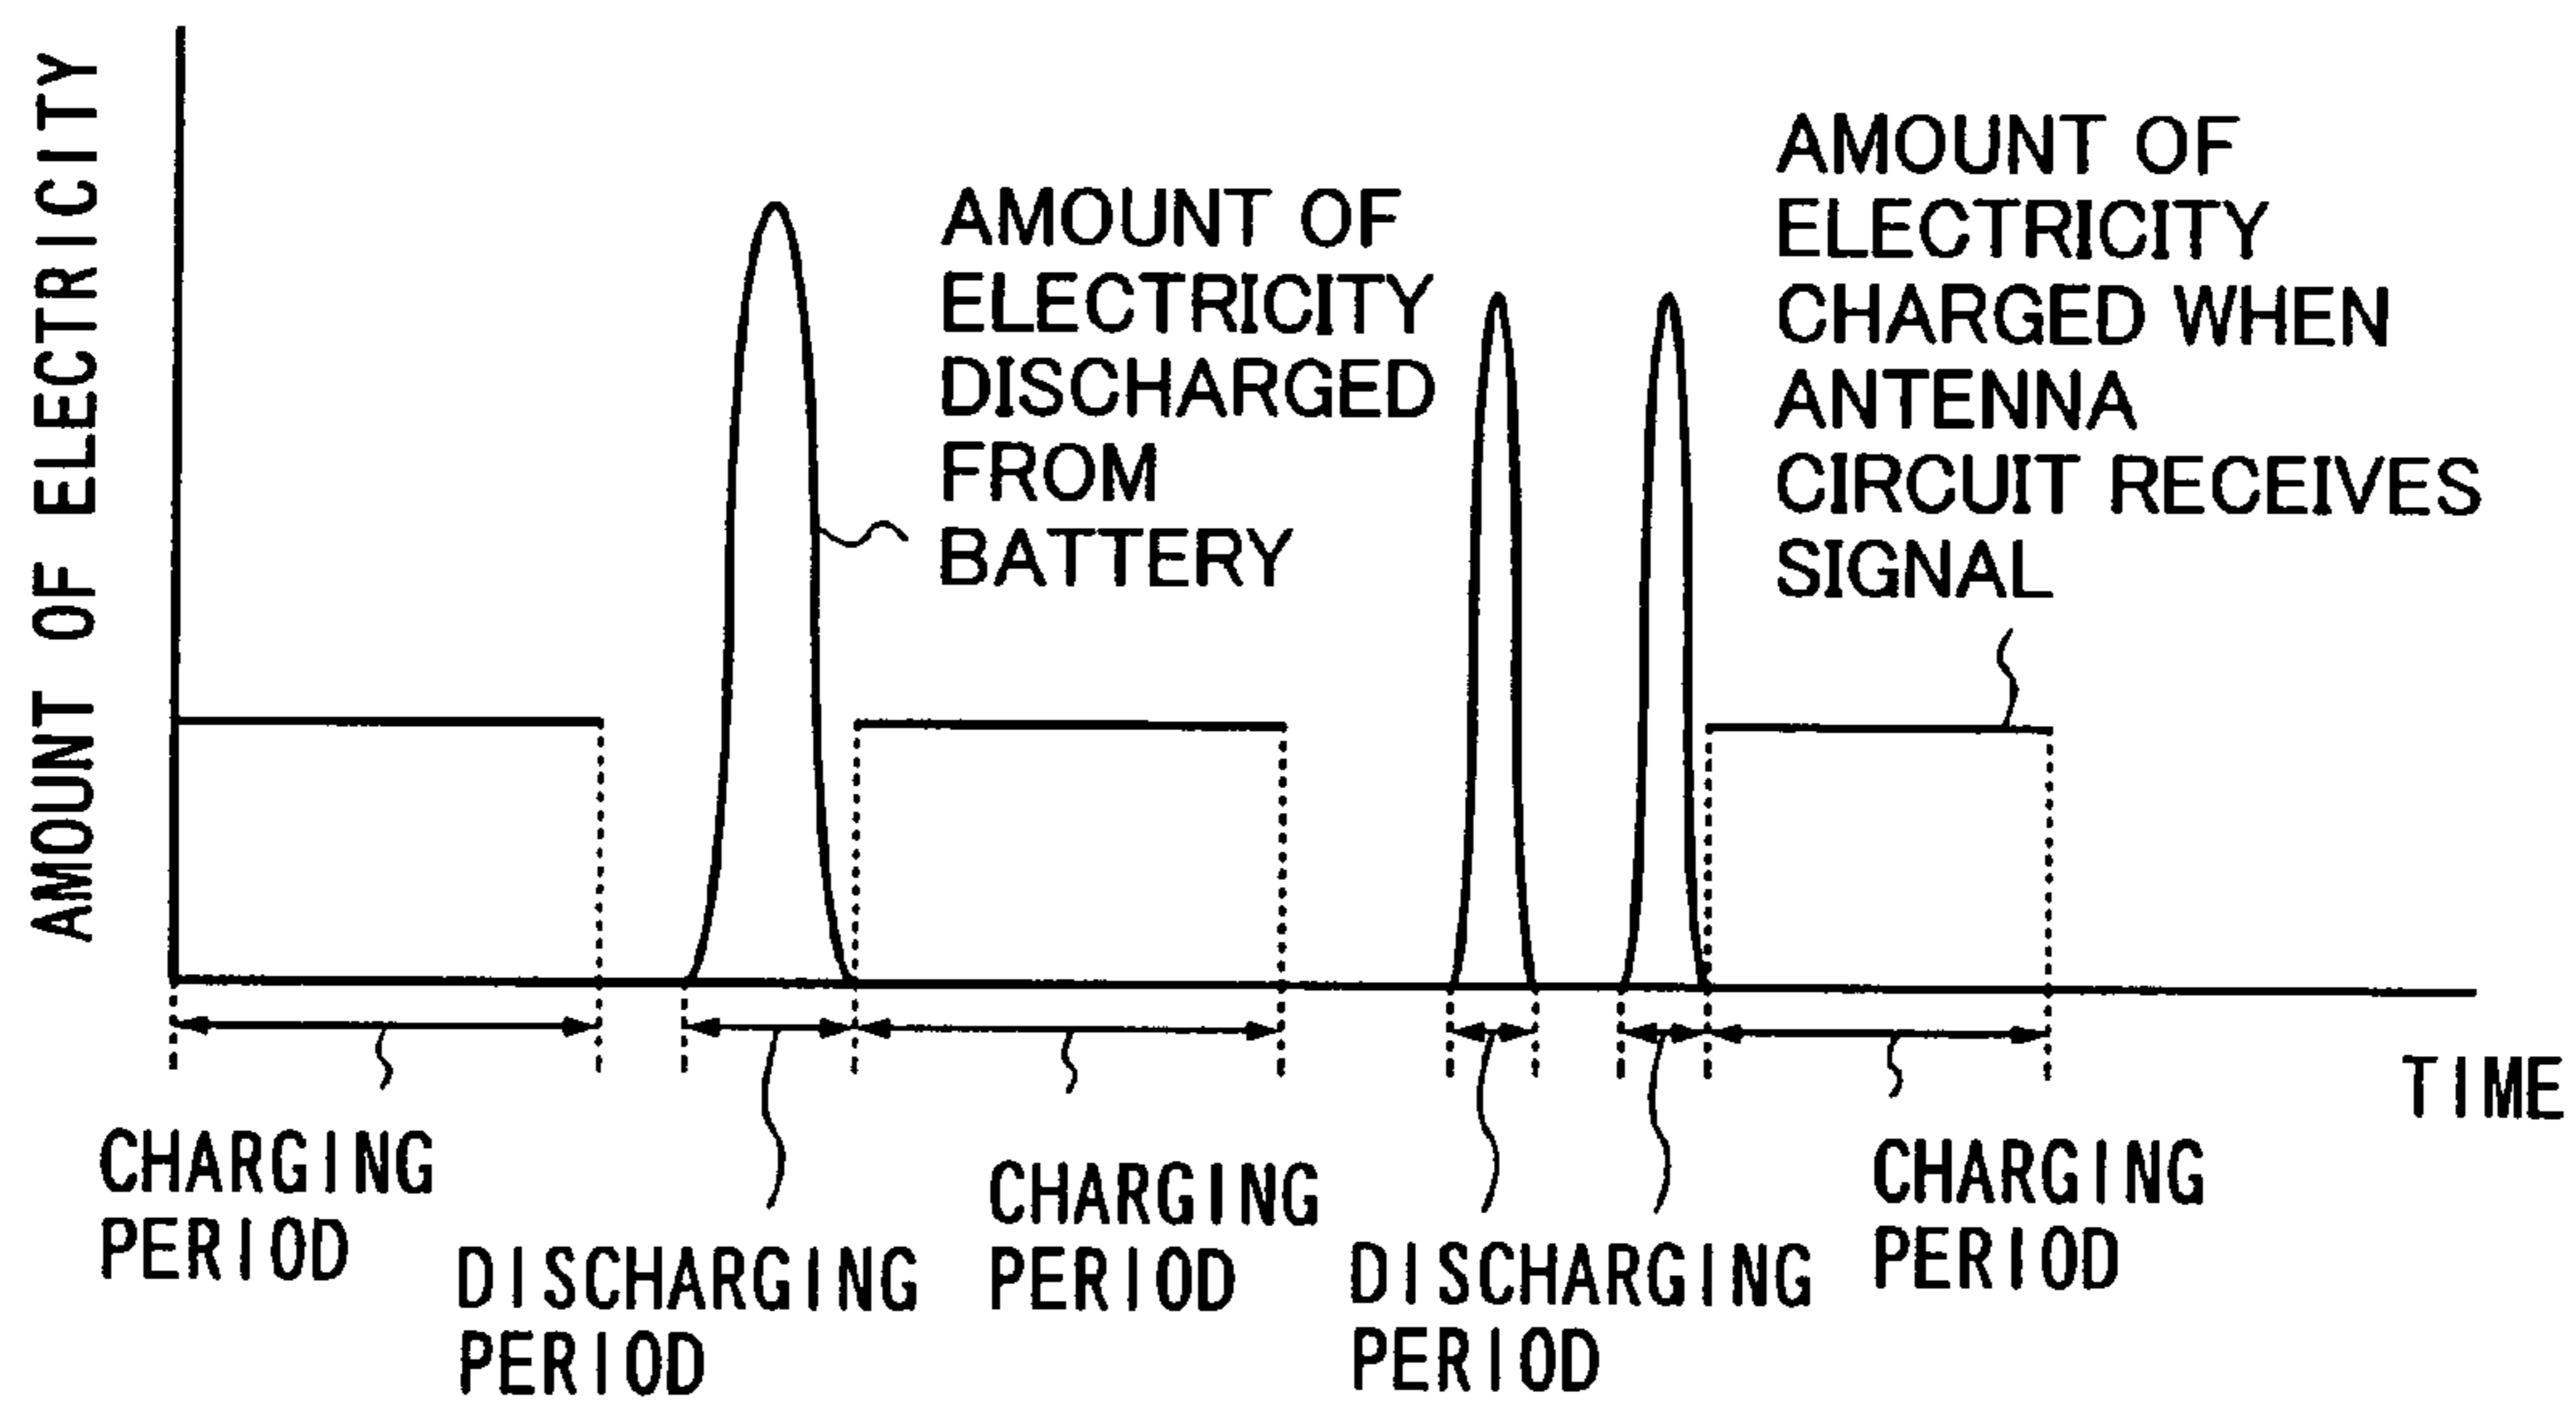 AMOUNT OF ELECTRICITY
AMOUNT OF
ELECTRICITY
DISCHARGED
FROM
BATTERY
AMOUNT OF
ELECTRICITY
CHARGED WHEN
ANTENNA
CIRCUIT RECEIVES
SIGNAL
TIME
CHARGING
PERIOD
DISCHARGING
PERIOD
CHARGING
PERIOD
DISCHARGING
PERIOD
CHARGING
PERIOD